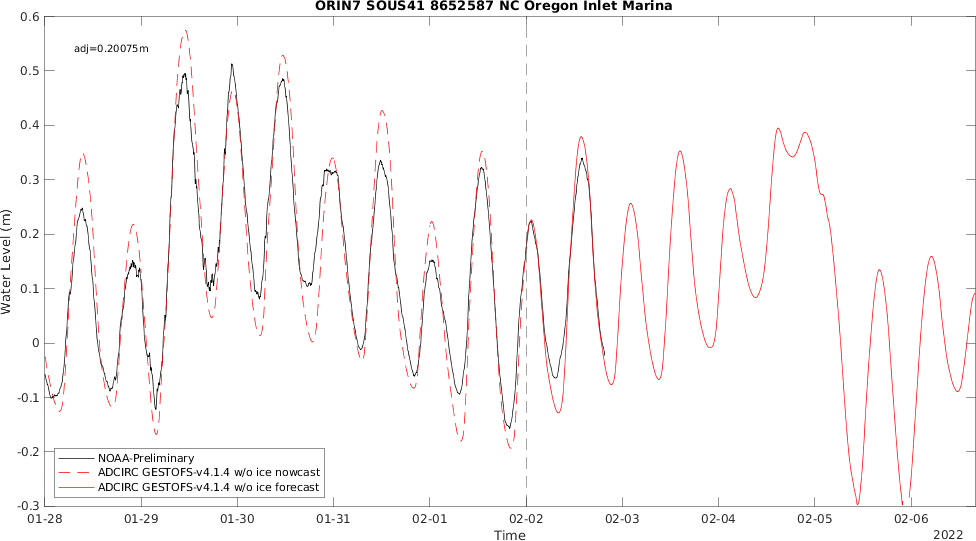 ORIN7 SOUS41 8652587 NC Oregon Inlet Marina
adj=0.20075m
0.6
0.5
0.4
0.3
0.2
0.1
0
-0.1
-0.2
-0.3
Water Level (m)
NOAA-Preliminary
ADCIRC GESTOFS-v4.1.4 w/o ice nowcast
ADCIRC GESTOFS-v4.1.4 w/o ice forecast
01-28 01-29 01-30 01-31 02-01 02-02 02-03 02-04 02-05 02-06
Time
2022